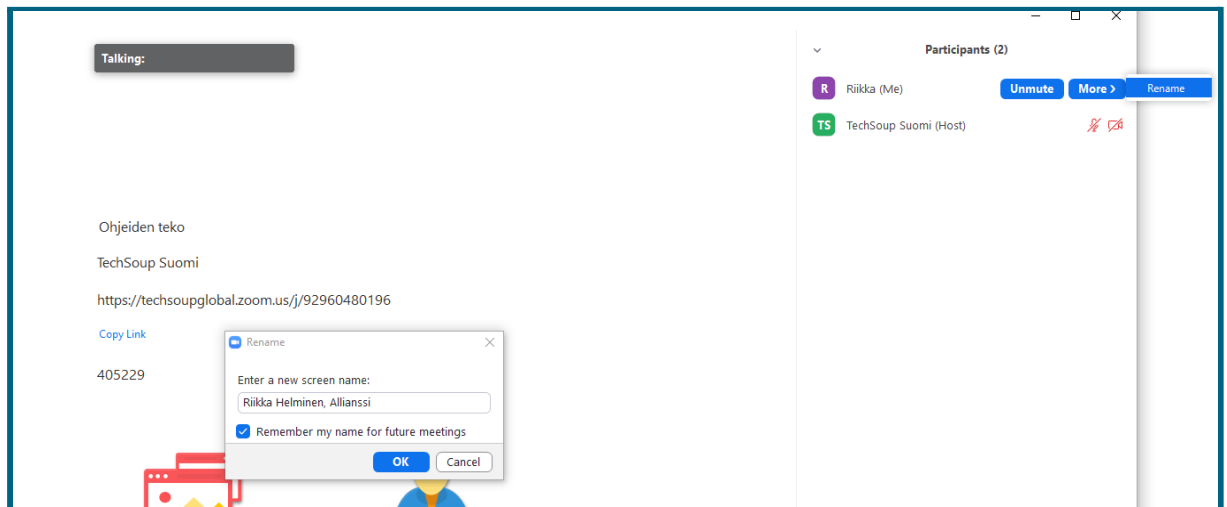 Talking:
Participants (2)
R Riikka (Me) Unmute More > Rename
TS TechSoup Suomi (Host)
Ohjeiden teko
TechSoup Suomi
https://techsoupglobal.zoom.us/j/92960480196
Copy Link
405229
Rename
Enter a new screen name:
Riikka Helminen, Allianssi
Remember my name for future meetings
OK Cancel